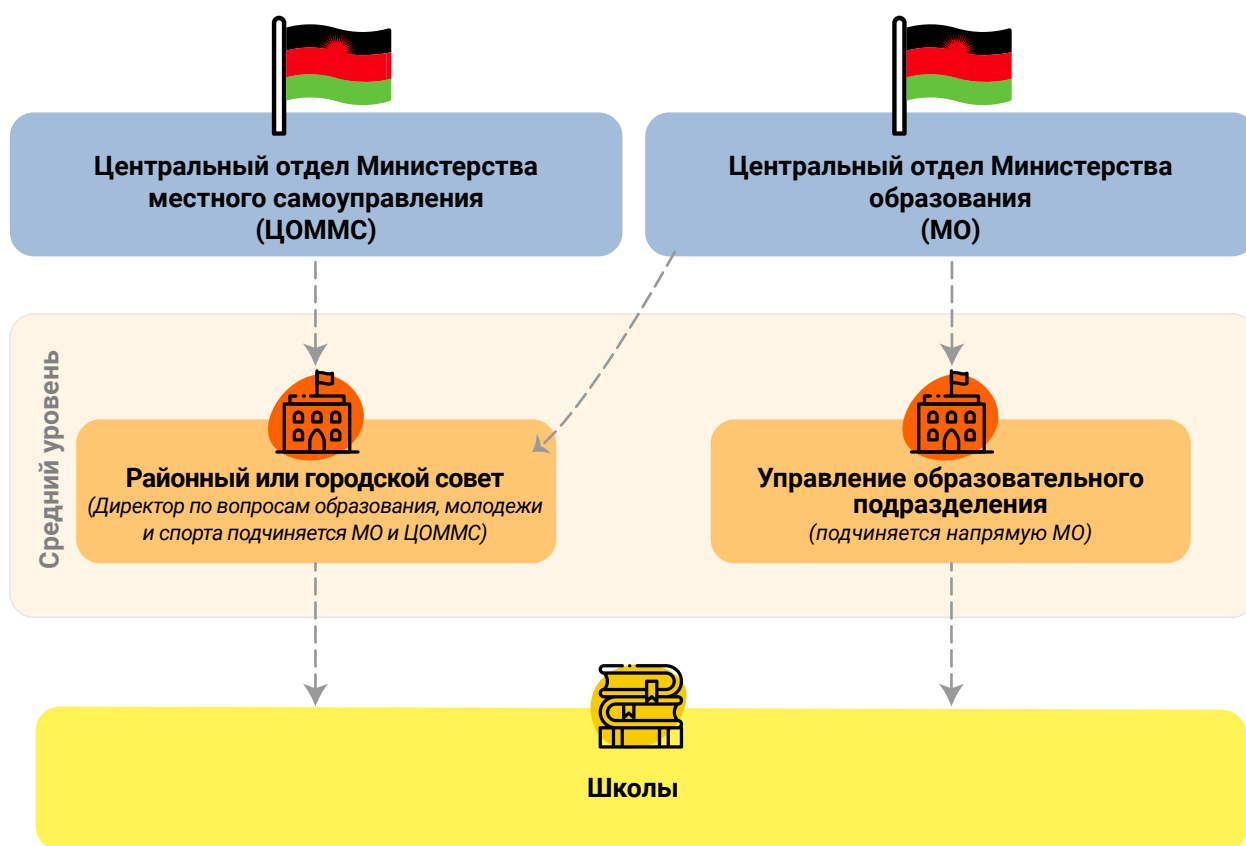 Центральный отдел Министерства
местного самоуправления
(ЦОММС)
Центральный отдел Министерства
образования
(МО)
Средний уровень
Районный или городской совет
(Директор по вопросам образования, молодежи
и спорта подчиняется МО и ЦОММС)
Управление образовательного
подразделения
(подчиняется напрямую МО)
Школы